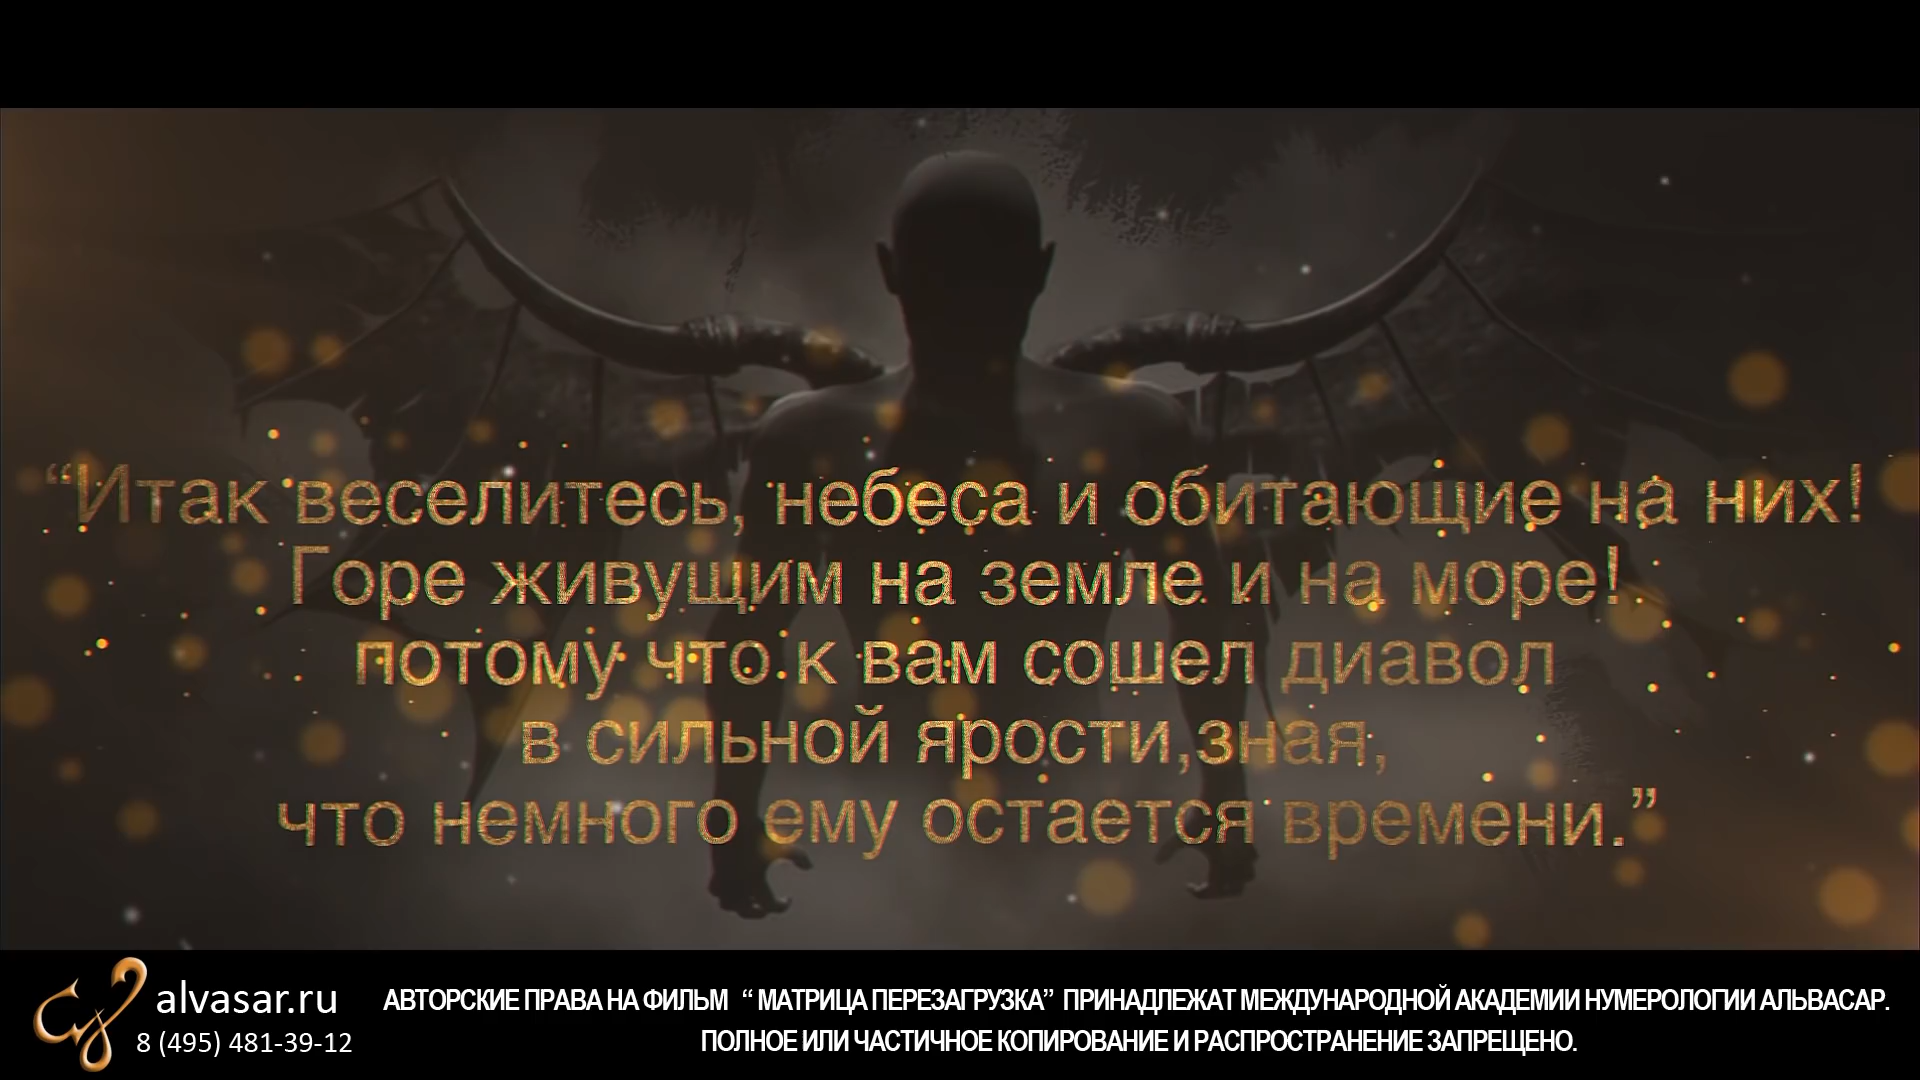 “Итак веселитесь, небеса и обитающие на них!
Горе живущим на земле и на море!
потому что к вам сошел диавол
в сильной ярости,зная,
что немного ему остается времени.”
alvasar.ru
8 (495) 481-39-12
АВТОРСКИЕ ПРАВА НА ФИЛЬМ “ МАТРИЦА ПЕРЕЗАГРУЗКА” ПРИНАДЛЕЖАТ МЕЖДУНАРОДНОЙ АКАДЕМИИ НУМЕРОЛОГИИ АЛЬВАСАР.
ПОЛНОЕ ИЛИ ЧАСТИЧНОЕ КОПИРОВАНИЕ И РАСПРОСТРАНЕНИЕ ЗАПРЕЩЕНО.